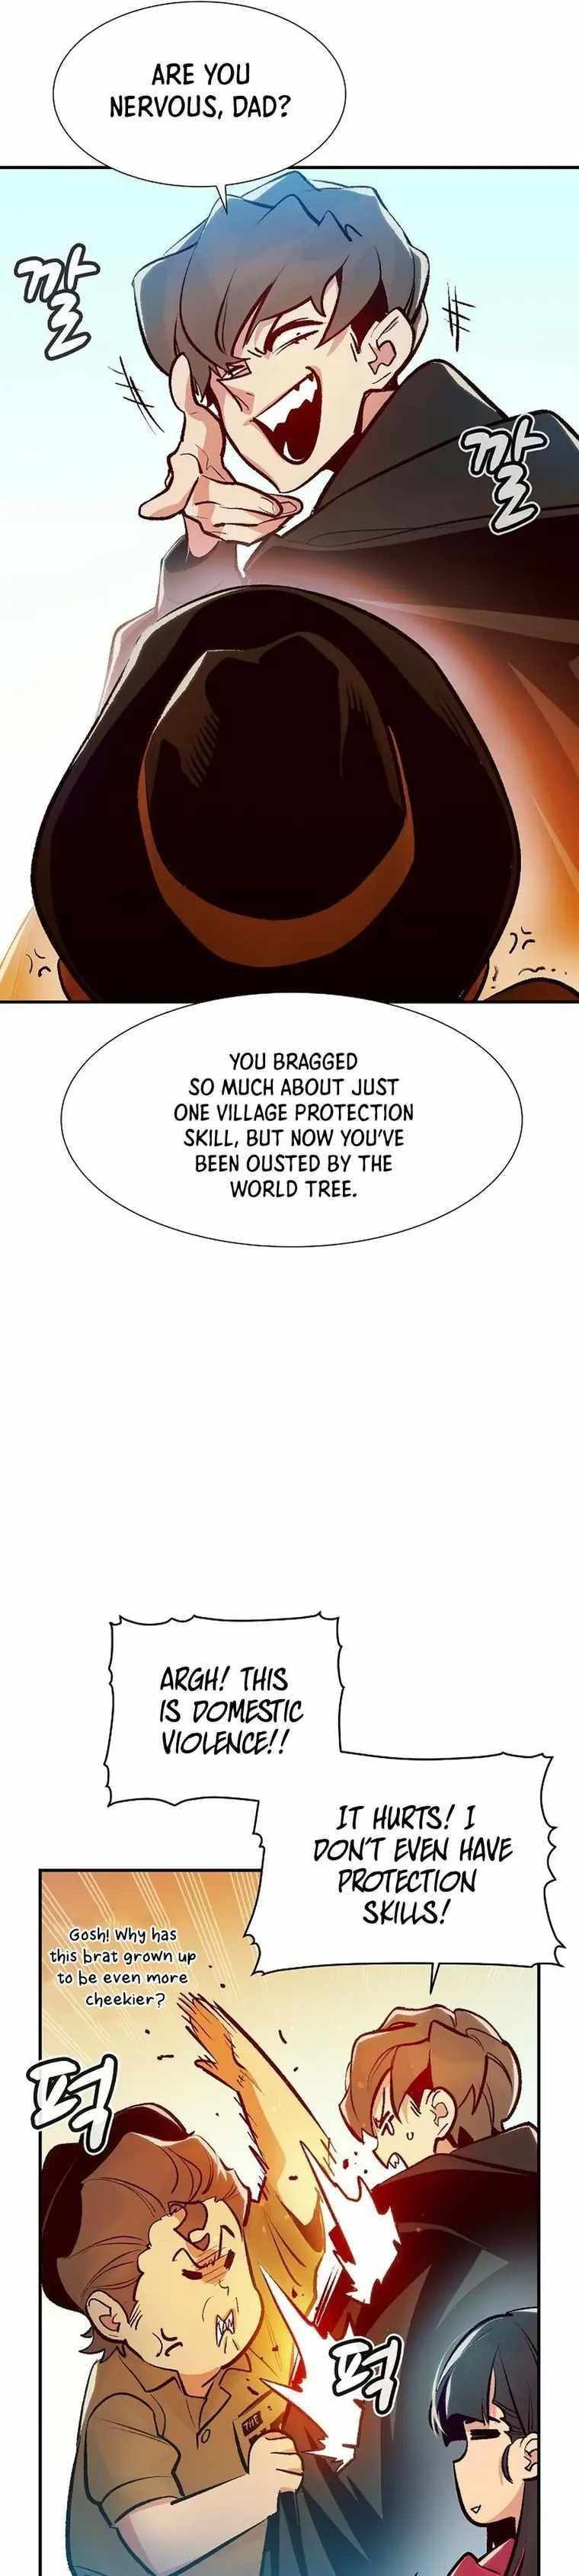 ARE YOU
NERVOUS, DAD?
깔
깔
YOU BRAGGED
SO MUCH ABOUT JUST
ONE VILLAGE PROTECTION
SKILL, BUT NOW YOU'VE
BEEN OUSTED BY THE
WORLD TREE.
ARGH! THIS
IS DOMESTIC
VIOLENCE!!
IT HURTS! I
DON'T EVEN HAVE
PROTECTION
SKILLS!
Gosh! Why has
this brat grown up
to be even more
cheekier?
퍽
퍽
THE